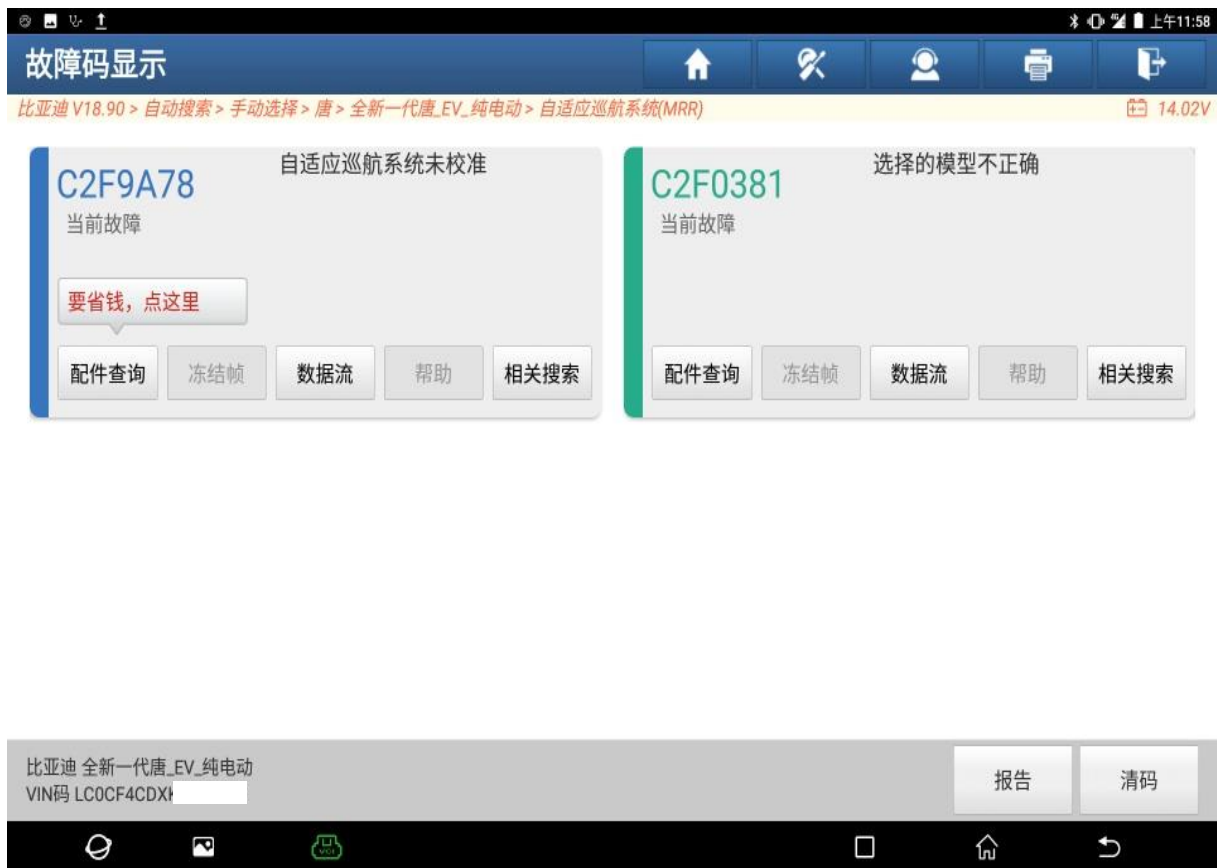 上午11:58
故障码显示
比亚迪 V18.90 > 自动搜索 > 手动选择 > 唐 > 全新一代唐_EV_纯电动 > 自适应巡航系统(MRR)
14.02V
C2F9A78
自适应巡航系统未校准
当前故障
要省钱，点这里
配件查询
冻结帧
数据流
帮助
相关搜索
C2F0381
选择的模型不正确
当前故障
配件查询
冻结帧
数据流
帮助
相关搜索
比亚迪 全新一代唐_EV_纯电动
VIN码 LC0CF4CDX
报告
清码
VCI